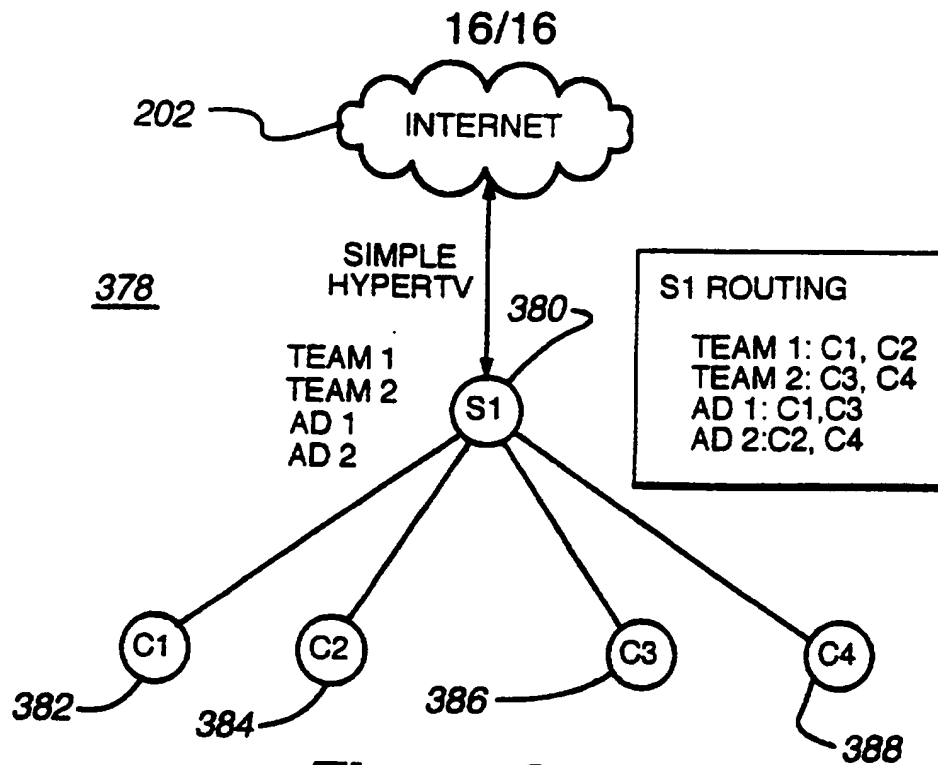 16/16
INTERNET
202
SIMPLE
HYPERTV
378
380
S1 ROUTING
TEAM 1: C1, C2
TEAM 2: C3, C4
AD 1: C1,C3
AD 2:C2, C4
TEAM 1
TEAM 2
AD 1
AD 2
S1
C1
C2
C3
C4
382
384
386
388